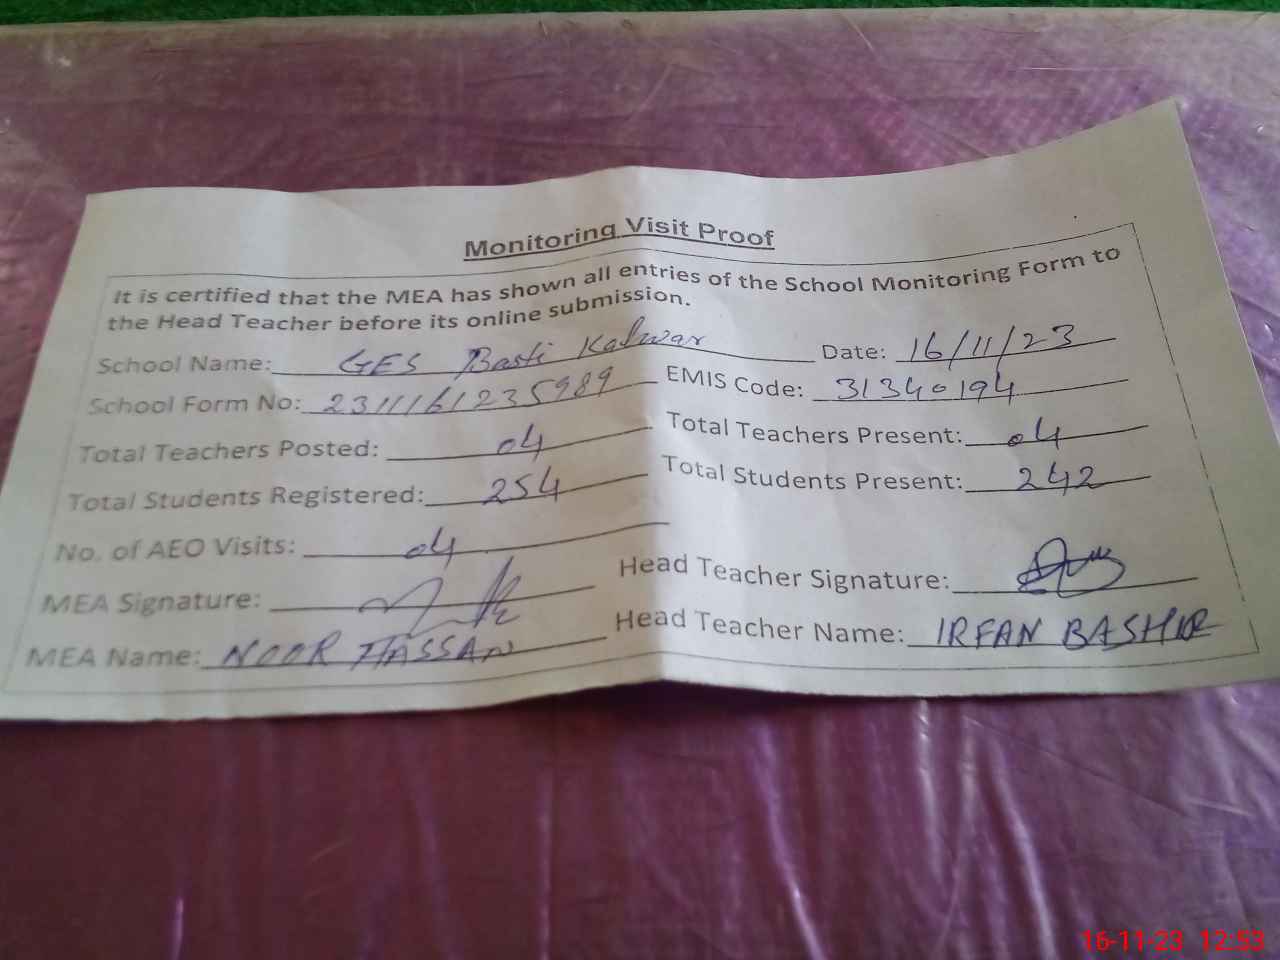 Monitoring Visit Proof
It is certified that the MEA has shown all entries of the School Monitoring Form to
the Head Teacher before its online submission.
School Name: GES Basti Kalwar Date: 16/11/23
School Form No: 2311161235989 EMIS Code: 31340194
Total Teachers Posted: 04 Total Teachers Present: 04
Total Students Registered: 254 Total Students Present: 242
No. of AEO Visits: 04
MEA Signature: Head Teacher Signature:
MEA Name: NOOR HASSAN Head Teacher Name: IRFAN BASHIR
16-11-23 12:53